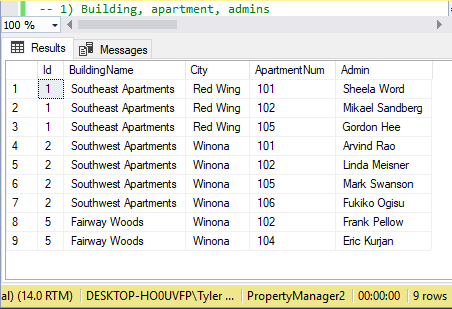 -- 1) Building, apartment, admins
100 %
Results Messages
Id BuildingName City ApartmentNum Admin
1 1 Southeast Apartments Red Wing 101 Sheela Word
2 1 Southeast Apartments Red Wing 102 Mikael Sandberg
3 1 Southeast Apartments Red Wing 105 Gordon Hee
4 2 Southwest Apartments Winona 101 Arvind Rao
5 2 Southwest Apartments Winona 102 Linda Meisner
6 2 Southwest Apartments Winona 105 Mark Swanson
7 2 Southwest Apartments Winona 106 Fukiko Ogisu
8 5 Fairway Woods Winona 102 Frank Pellow
9 5 Fairway Woods Winona 104 Eric Kurjan
al) (14.0 RTM) DESKTOP-HO0UVFP\Tyler ... PropertyManager2 00:00:00 9 rows